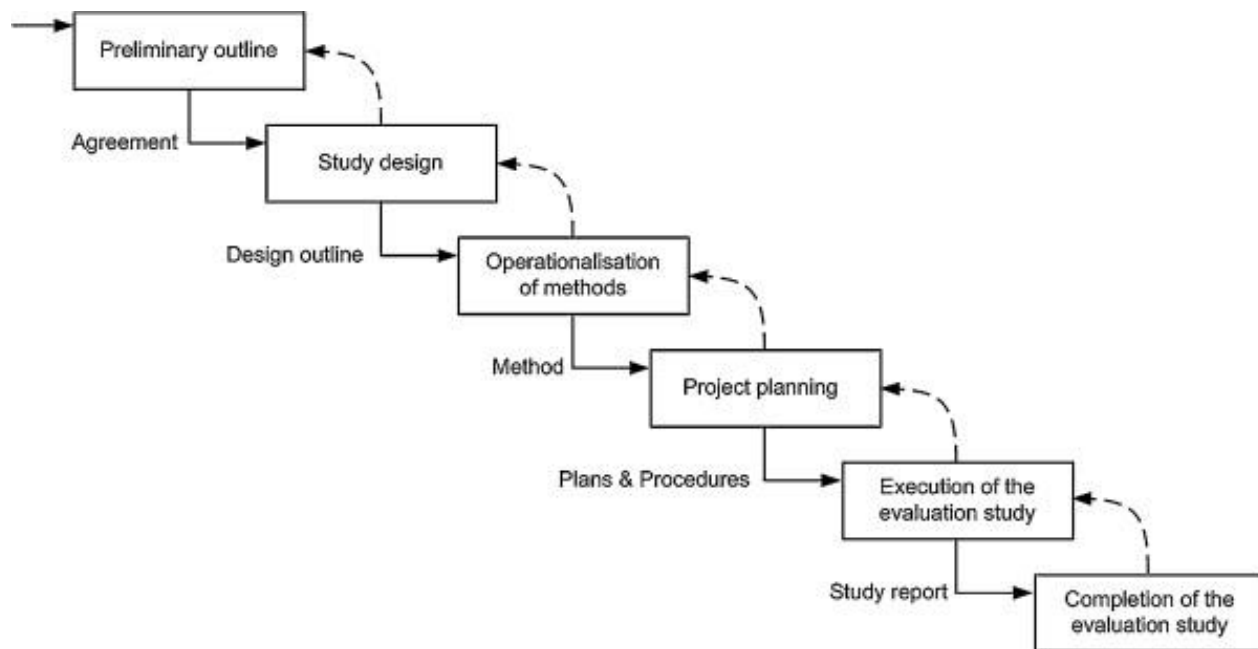 Preliminary outline
Agreement
Study design
Design outline
Operationalisation
of methods
Method
Project planning
Plans & Procedures
Execution of the
evaluation study
Study report
Completion of the
evaluation study